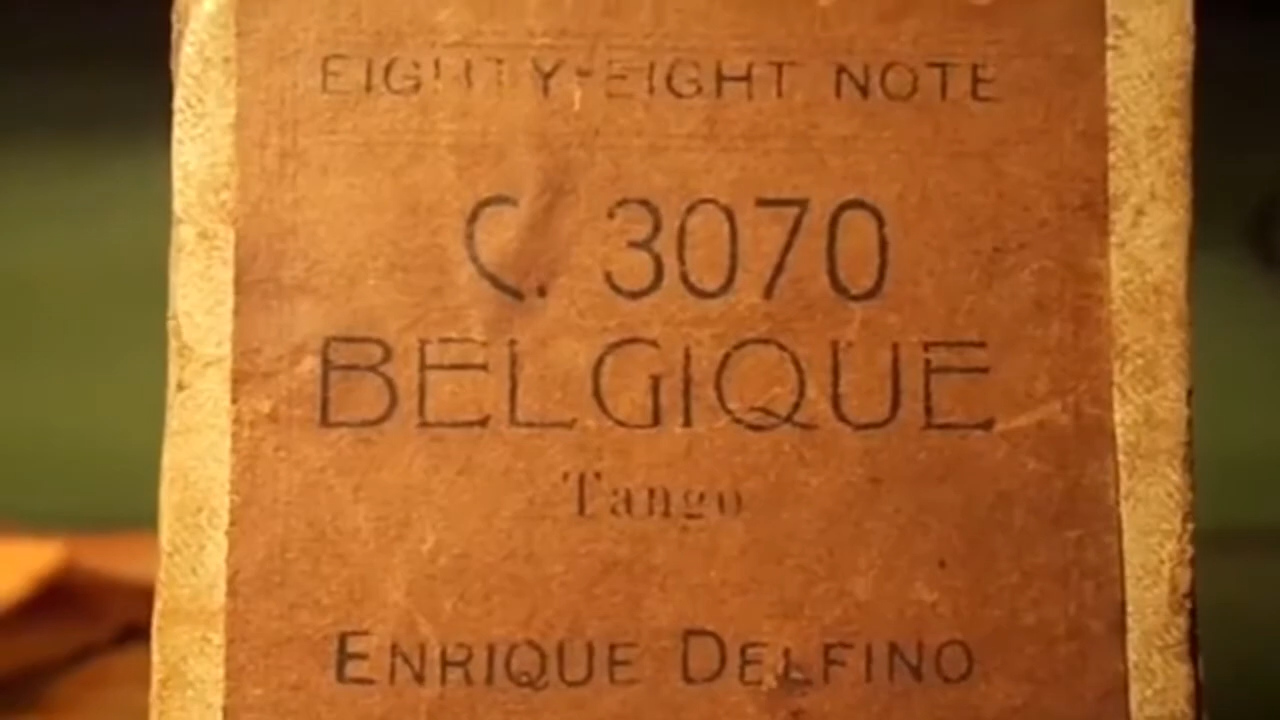 EIGHTY-EIGHT NOTE
C. 3070
BELGIQUE
Tango
ENRIQUE DELFINO